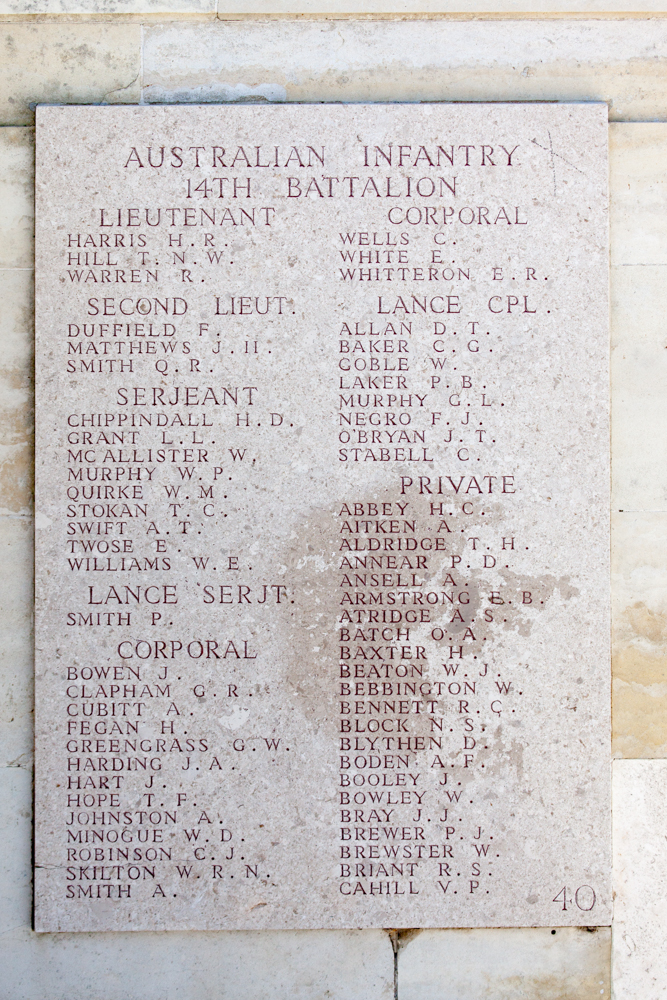 AUSTRALIAN INFANTRY
14TH BATTALION
LIEUTENANT
HARRIS H. R.
HILL T. N. W.
WARREN R.
SECOND LIEUT.
DUFFIELD F.
MATTHEWS J. H.
SMITH Q. R.
SERJEANT
CHIPPINDALL H. D.
GRANT L. L.
MCALLISTER W.
MURPHY W. P.
QUIRKE W. M.
STOKAN T. C.
SWIFT A. T.
TWOSE E.
WILLIAMS W. E.
LANCE SERJT.
SMITH P.
CORPORAL
BOWEN J.
CLAPHAM G. R.
CUBITT A.
FEGAN H.
GREENGRASS G. W.
HARDING J. A.
HART J.
HOPE T. F.
JOHNSTON A.
MINOGUE W. D.
ROBINSON C. J.
SKILTON W. R. N.
SMITH A.
CORPORAL
WELLS C.
WHITE E.
WHITTERON E. R.
LANCE CPL.
ALLAN D. T.
BAKER C. G.
GOBLE W.
LAKER P. B.
MURPHY G. L.
NEGRO F. J.
O'BRYAN J. T.
STABELL C.
PRIVATE
ABBEY H. C.
AITKEN A.
ALDRIDGE T. H.
ANNEAR P. D.
ANSELL A.
ARMSTRONG E. B.
ATRIDGE A. S.
BATCH O. A.
BAXTER H.
BEATON W. J.
BEBBINGTON W.
BENNETT R. C.
BLOCK N. S.
BLYTHEN D.
BODEN A. F.
BOOLEY J.
BOWLEY W.
BRAY J. J.
BREWER P. J.
BREWSTER W.
BRIANT R. S.
CAHILL V. P.
40